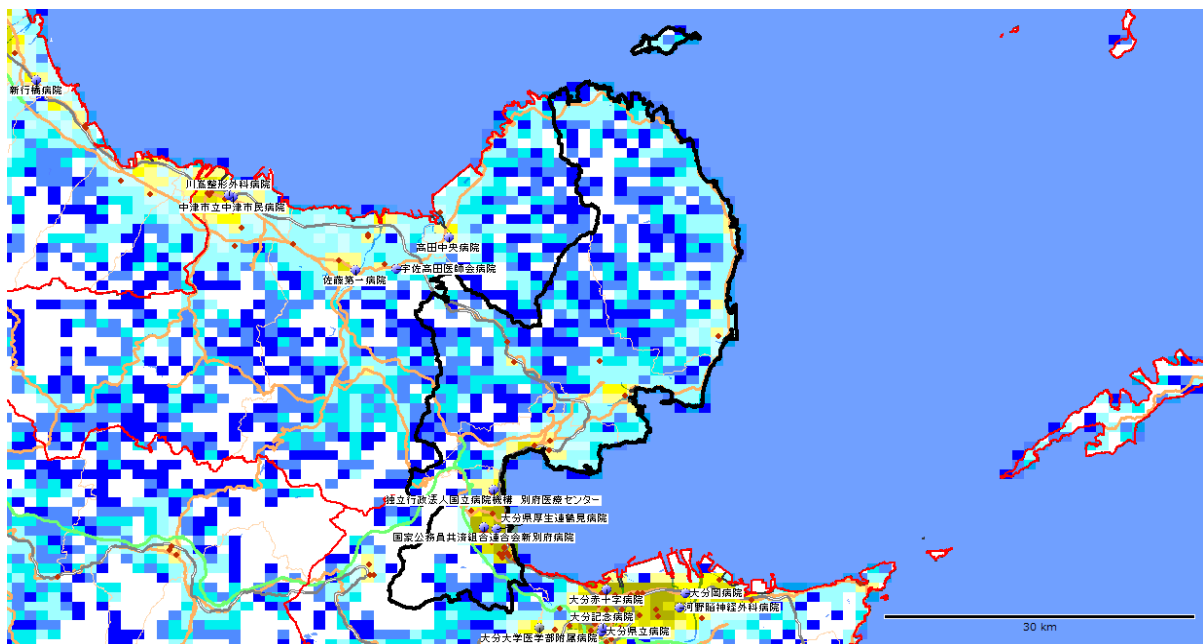 新行橋病院
川嶌整形外科病院
中津市立中津市民病院
高田中央病院
宇佐高田医師会病院
佐藤第一病院
独立行政法人国立病院機構 別府医療センター
大分県厚生連鶴見病院
国家公務員共済組合連合会新別府病院
大分岡病院
大分赤十字病院
河野脳神経外科病院
大分記念病院
大分県立病院
大分大学医学部附属病院
30 km